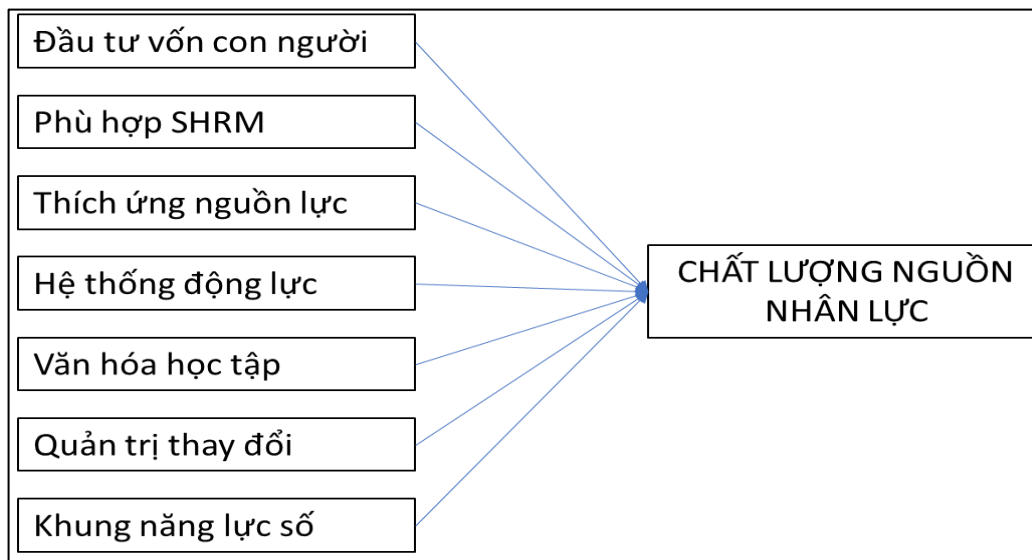 Đầu tư vốn con người
Phù hợp SHRM
Thích ứng nguồn lực
Hệ thống động lực
Văn hóa học tập
Quản trị thay đổi
Khung năng lực số
CHẤT LƯỢNG NGUỒN
NHÂN LỰC